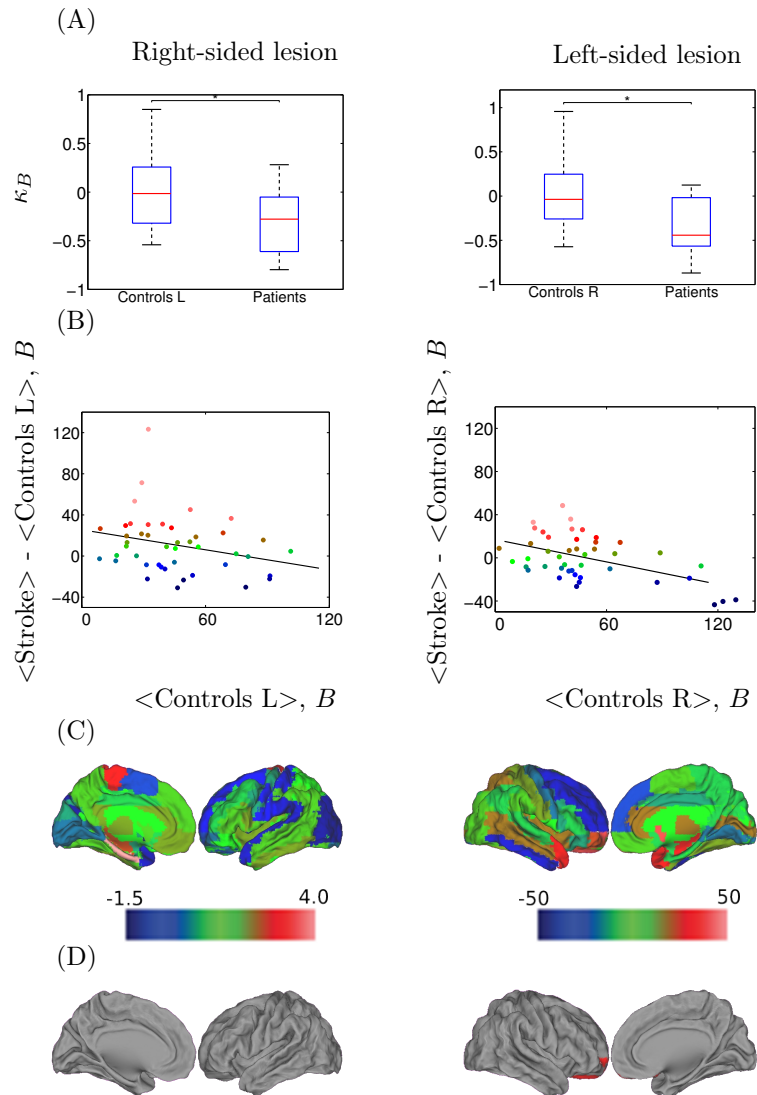 (A)
Right-sided lesion
Left-sided lesion
κB
1
0.5
0
−0.5
−1
*
Controls L
Patients
1
0.5
0
−0.5
−1
*
Controls R
Patients
(B)
<Stroke> - <Controls L>, B
120
80
40
0
−40
0
60
120
<Controls L>, B
<Stroke> - <Controls R>, B
120
80
40
0
−40
0
60
120
<Controls R>, B
(C)
-1.5
4.0
-50
50
(D)